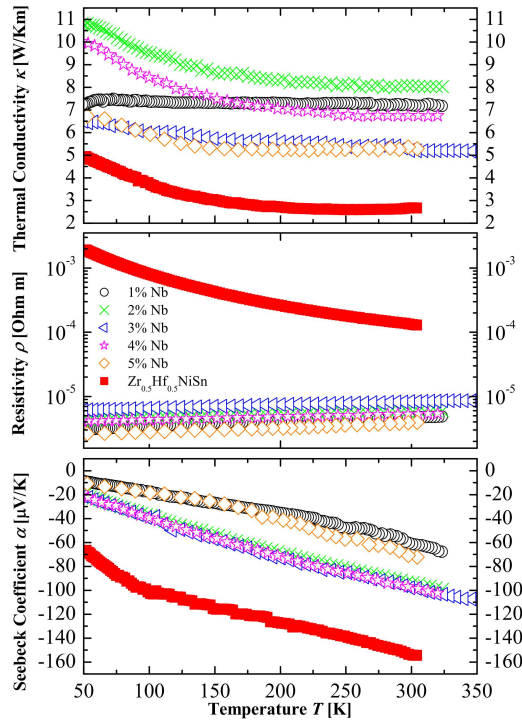 11 11
10 10
9 9
8 8
7 7
6 6
5 5
4 4
3 3
2 2
Thermal Conductivity κ [W/Km]
10⁻³ 10⁻³
10⁻⁴ 10⁻⁴
10⁻⁵ 10⁻⁵
Resistivity ρ [Ohm m]
1% Nb
2% Nb
3% Nb
4% Nb
5% Nb
Zr₀.₅Hf₀.₅NiSn
0 0
-20 -20
-40 -40
-60 -60
-80 -80
-100 -100
-120 -120
-140 -140
-160 -160
Seebeck Coefficient α [μV/K]
50 100 150 200 250 300 350
Temperature T [K]